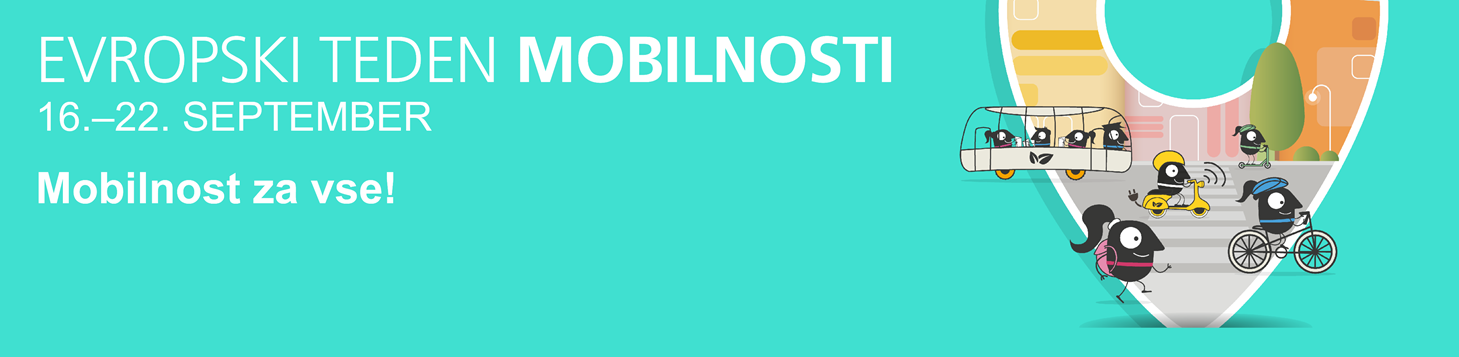 EVROPSKI TEDEN MOBILNOSTI
16.–22. SEPTEMBER
Mobilnost za vse!